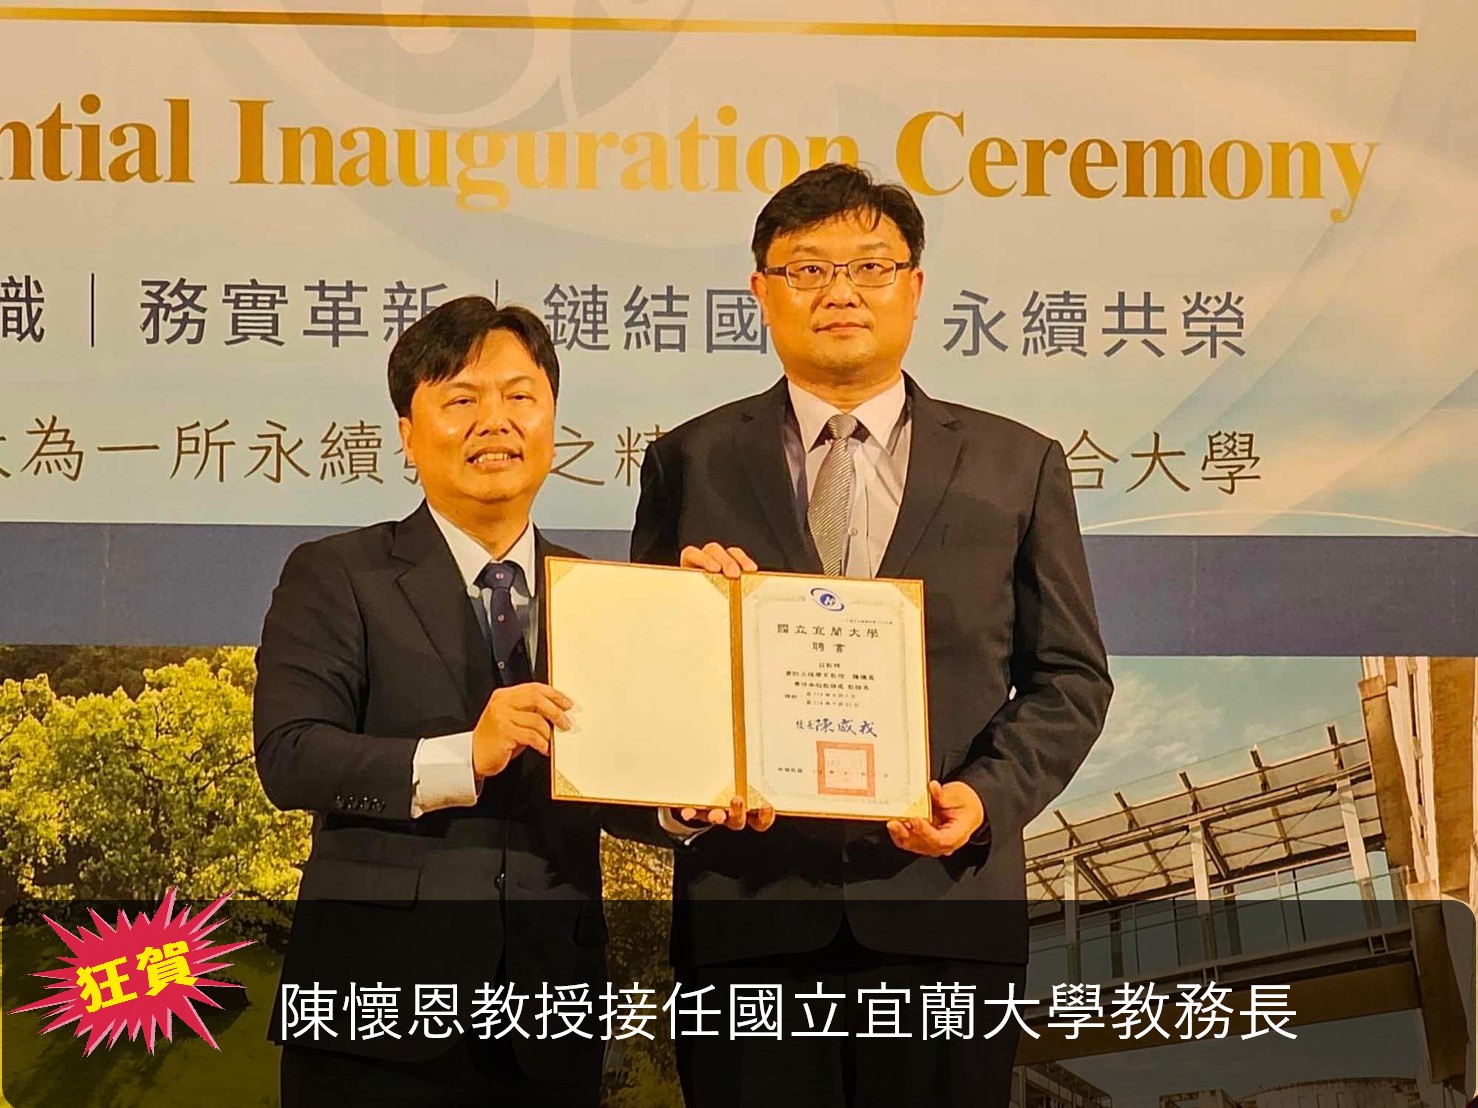 ntial Inauguration Ceremony
務實革新｜鏈結國 永續共榮
為一所永續 之精 合大學
國立宜蘭大學
聘書
校長陳威戎
狂賀
陳懷恩教授接任國立宜蘭大學教務長